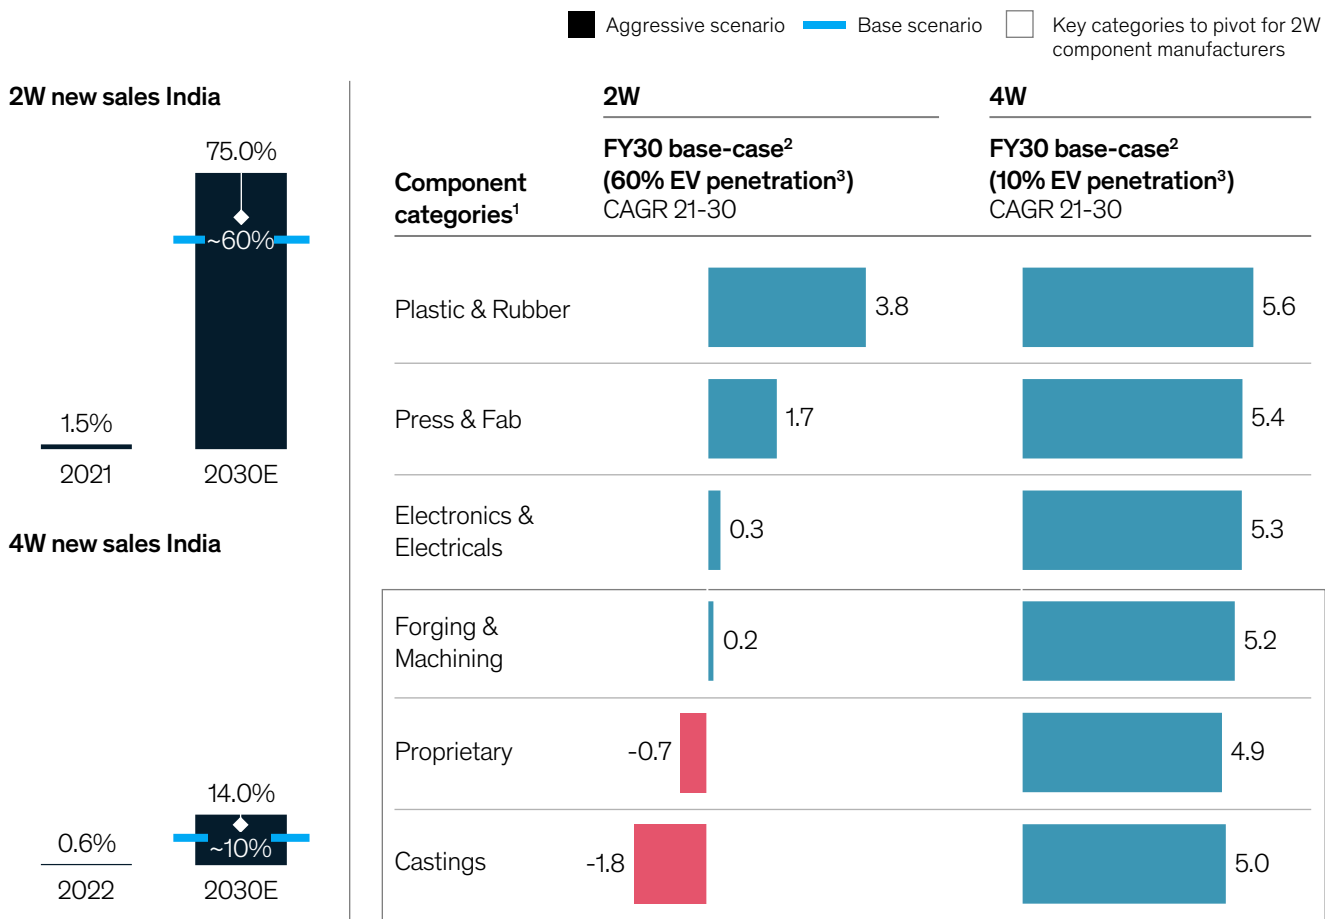 Aggressive scenario
Base scenario
Key categories to pivot for 2W
component manufacturers
2W new sales India
75.0%
~60%
1.5%
2021
2030E
4W new sales India
14.0%
~10%
0.6%
2022
2030E
Component
categories¹
2W
FY30 base-case²
(60% EV penetration³)
CAGR 21-30
4W
FY30 base-case²
(10% EV penetration³)
CAGR 21-30
Plastic & Rubber
3.8
5.6
Press & Fab
1.7
5.4
Electronics &
Electricals
0.3
5.3
Forging &
Machining
0.2
5.2
Proprietary
-0.7
4.9
Castings
-1.8
5.0